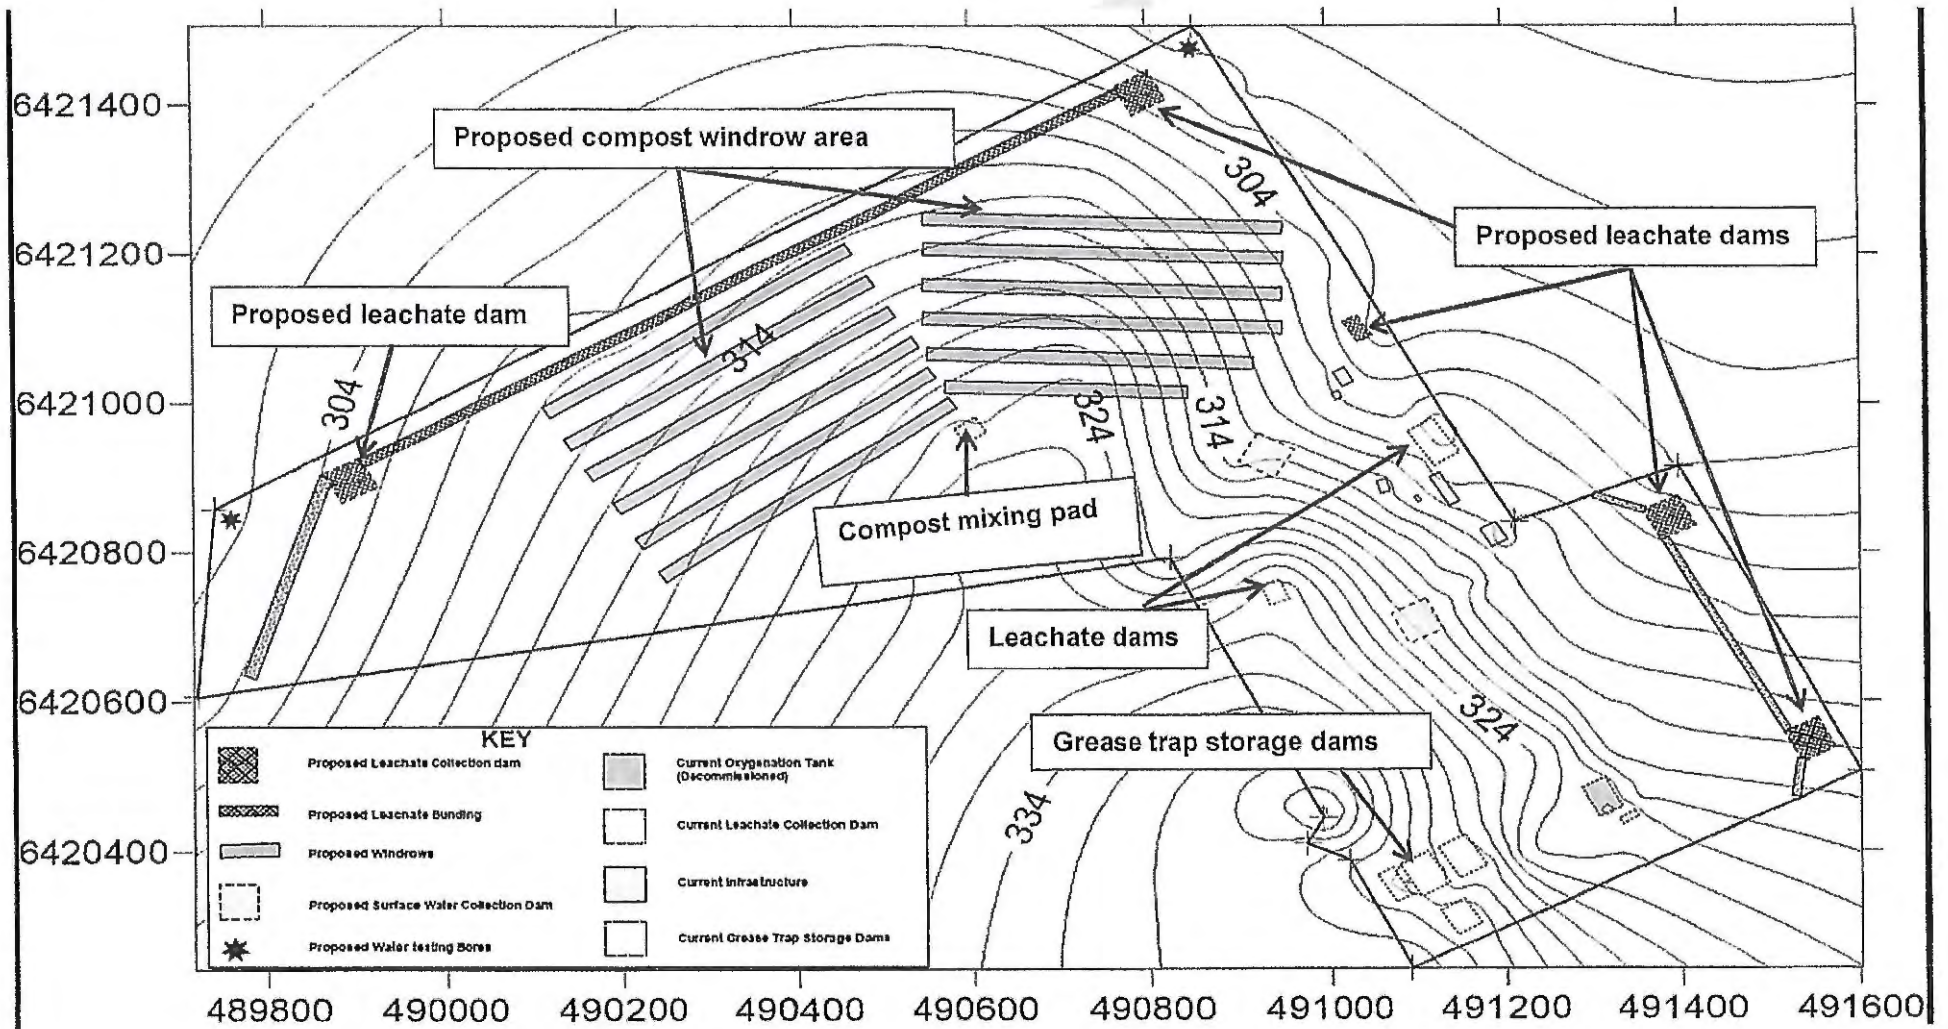 6421400
Proposed compost windrow area
304
6421200
Proposed leachate dams
Proposed leachate dam
314
304
6421000
324
314
Compost mixing pad
6420800
Leachate dams
6420600
324
Grease trap storage dams
334
6420400
KEY
Proposed Leachate Collection dam
Proposed Leachate Bunding
Proposed Windrows
Proposed Surface Water Collection Dam
Proposed Water testing Bores
Current Oxygenation Tank
(Decommissioned)
Current Leachate Collection Dam
Current Infrastructure
Current Grease Trap Storage Dams
489800 490000 490200 490400 490600 490800 491000 491200 491400 491600